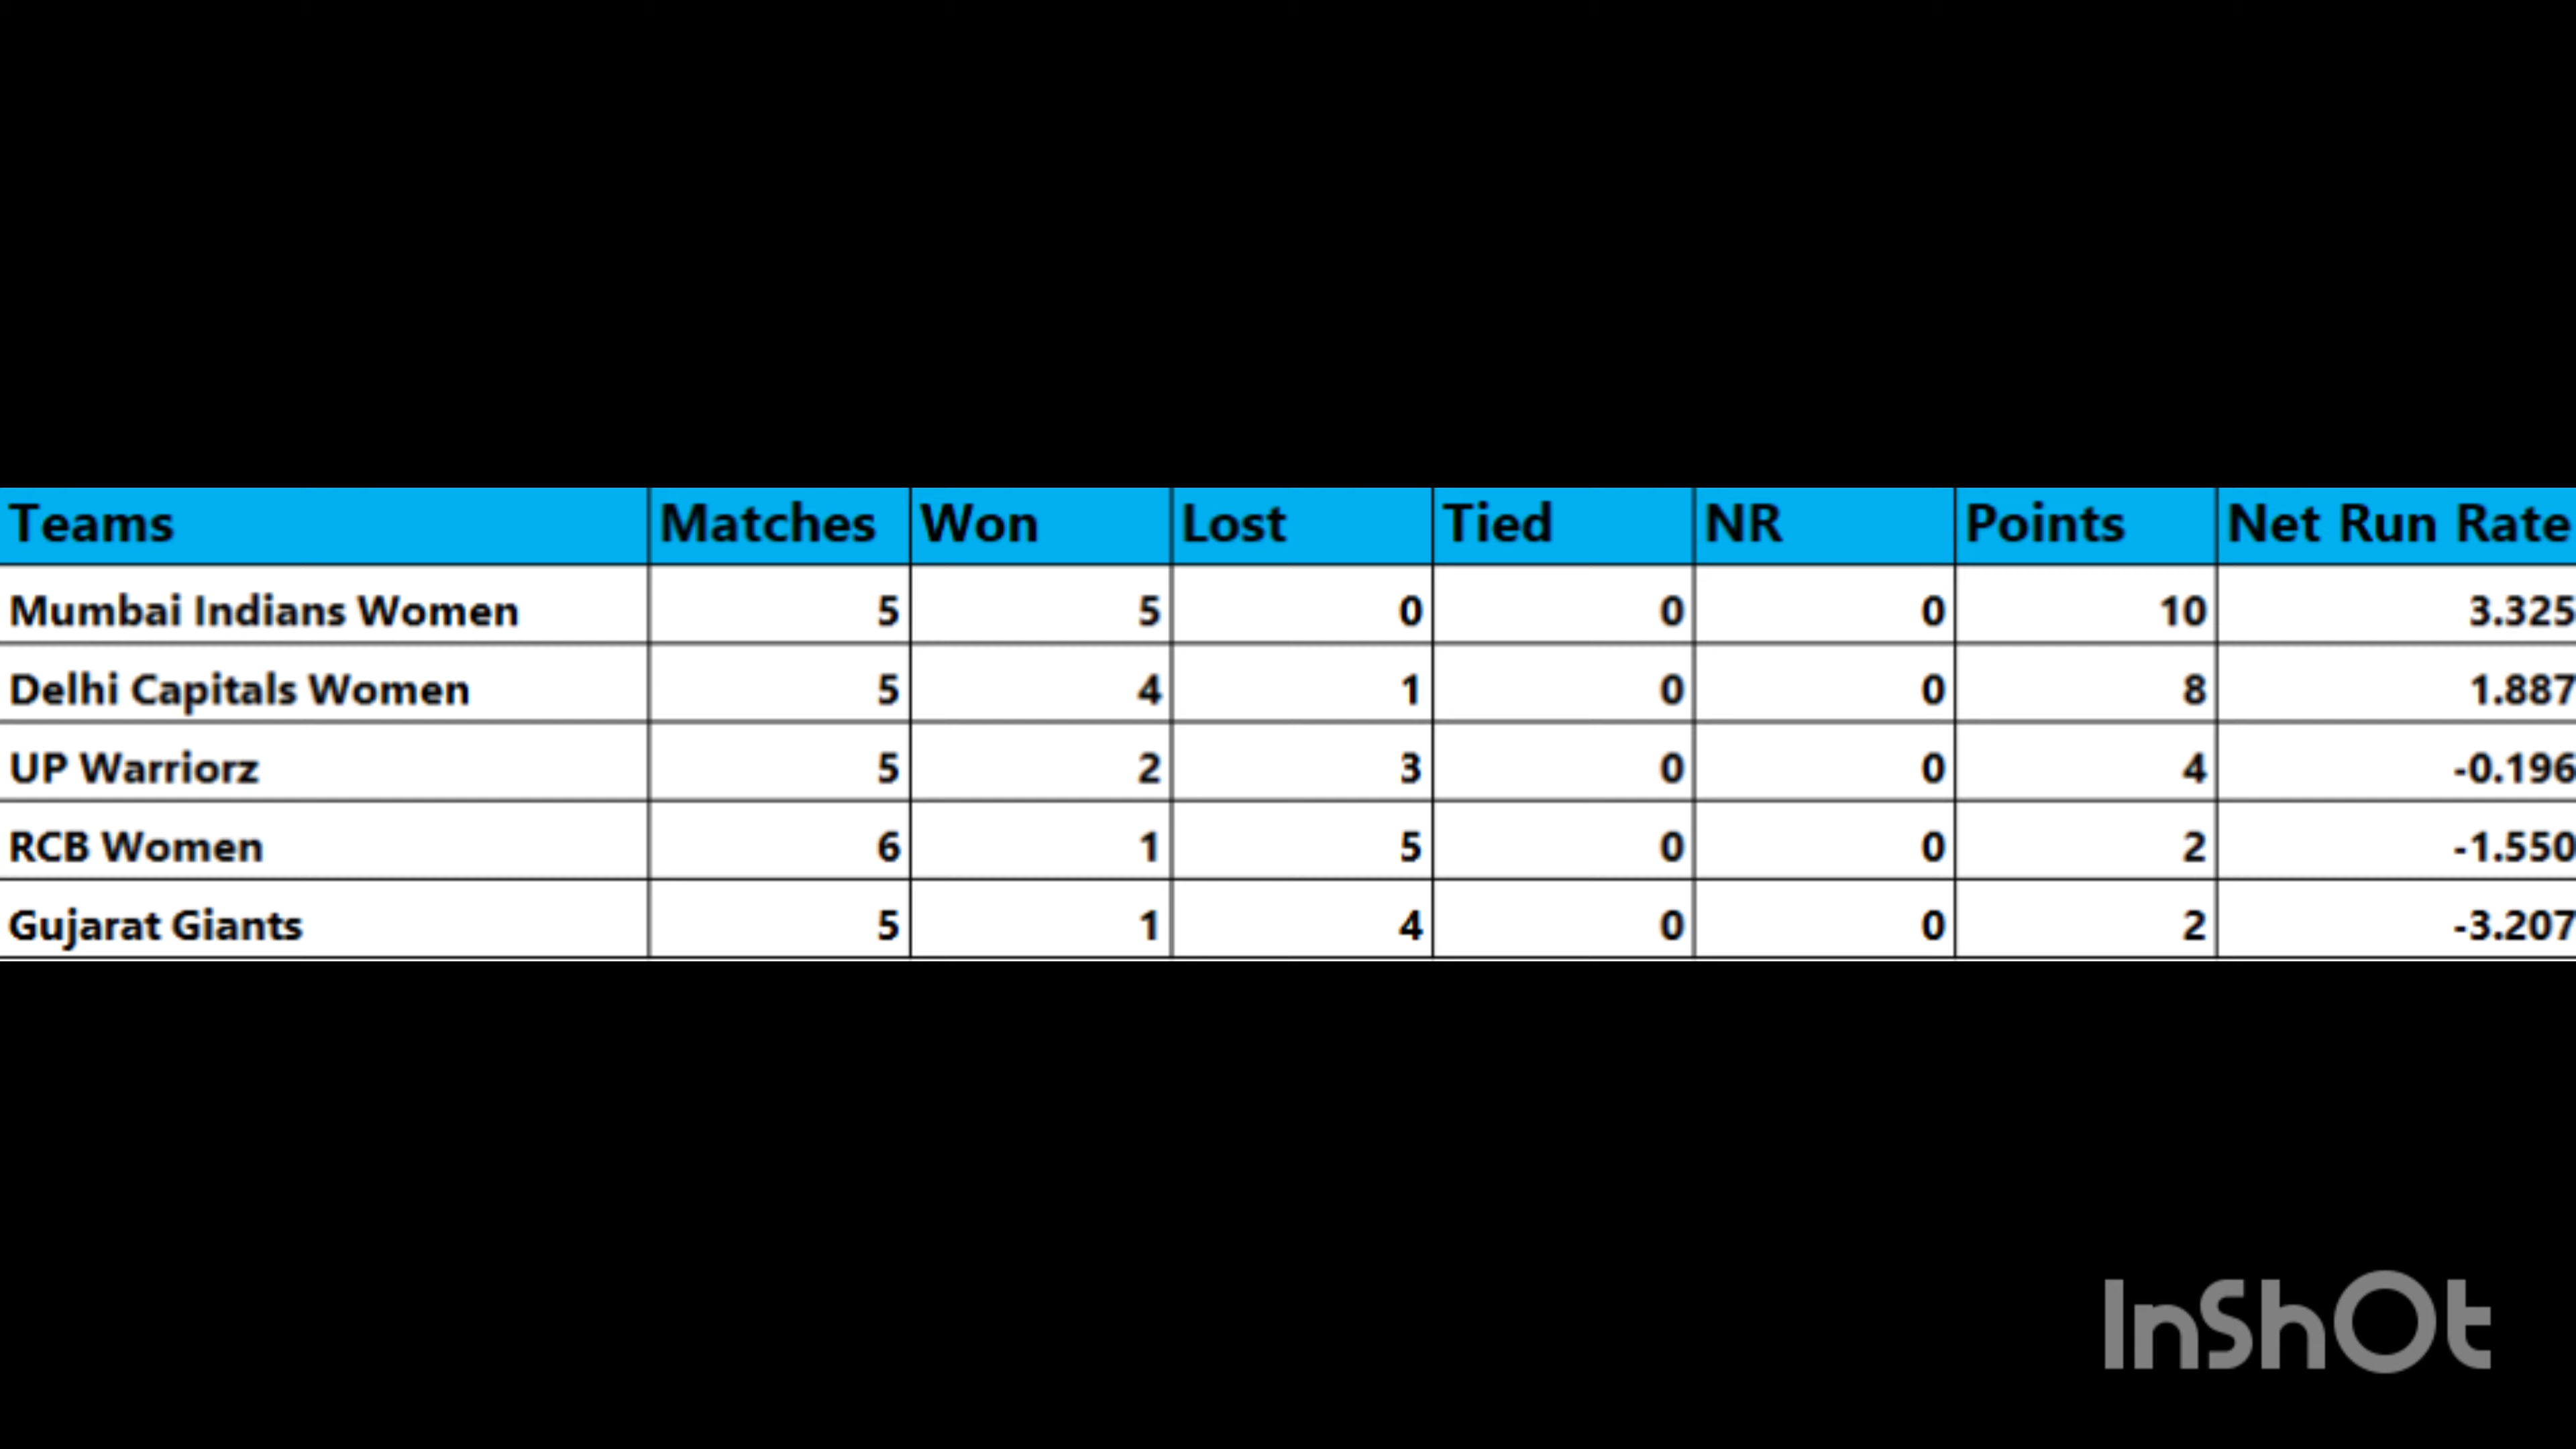 Teams Matches Won Lost Tied NR Points Net Run Rate
Mumbai Indians Women 5 5 0 0 0 10 3.325
Delhi Capitals Women 5 4 1 0 0 8 1.887
UP Warriorz 5 2 3 0 0 4 -0.196
RCB Women 6 1 5 0 0 2 -1.550
Gujarat Giants 5 1 4 0 0 2 -3.207
InShOt